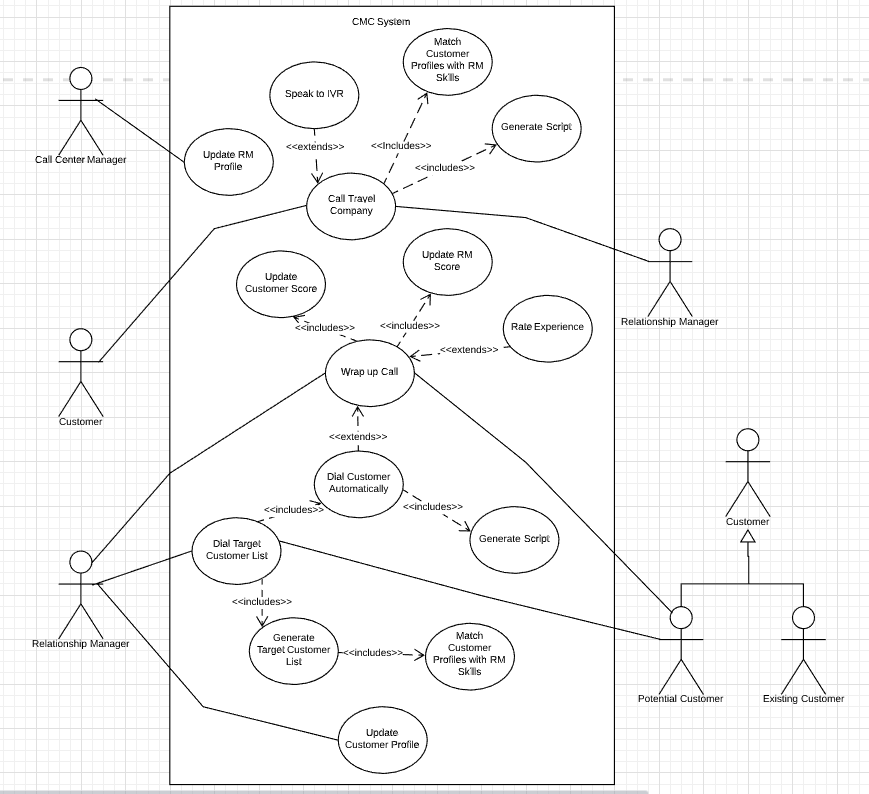 CMC System
Match
Customer
Profiles with RM
Skills
Speak to IVR
Generate Script
<<extends>>
<<Includes>>
Call Center Manager
Update RM
Profile
<<includes>>
Call Travel
Company
Update RM
Score
Update
Customer Score
Relationship Manager
<<includes>>
<<includes>>
Rate Experience
<<extends>>
Wrap up Call
Customer
<<extends>>
Dial Customer
Automatically
<<includes>>
<<includes>>
Customer
Generate Script
Dial Target
Customer List
<<includes>>
Relationship Manager
Generate
Target Customer
List
<<includes>>
Match
Customer
Profiles with RM
Skills
Potential Customer
Existing Customer
Update
Customer Profile